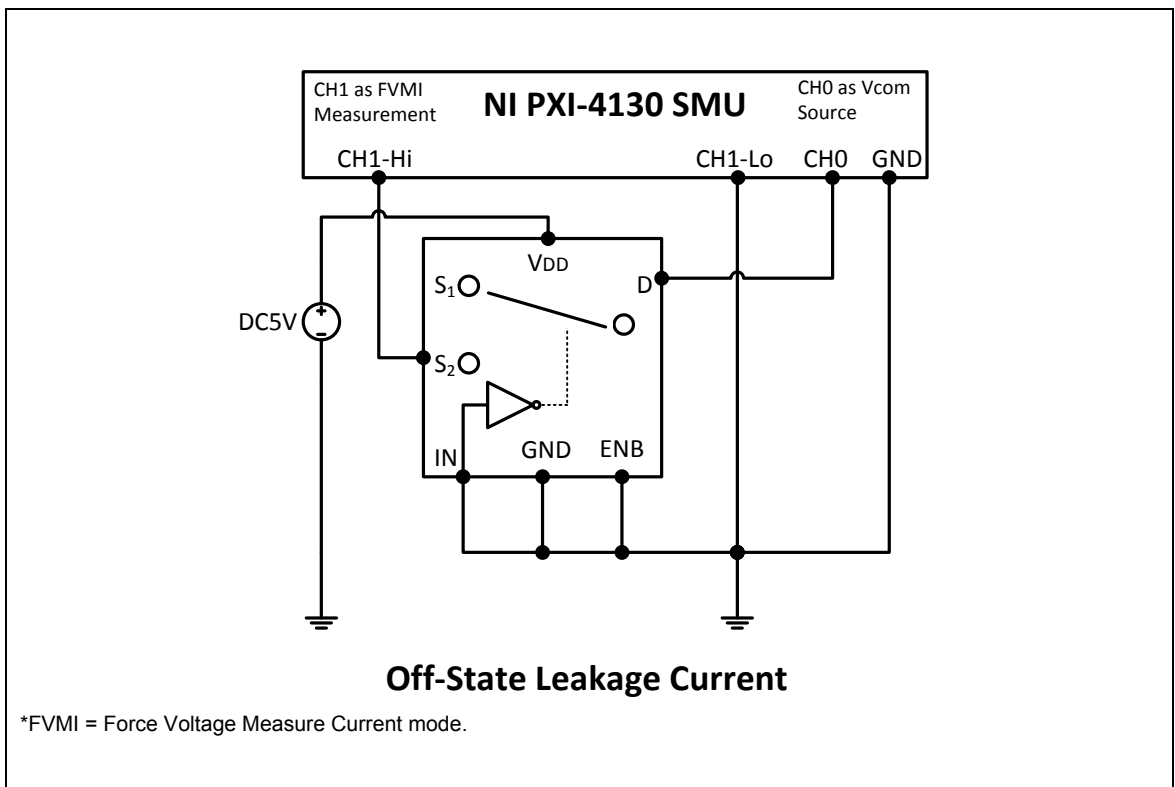 CH1 as FVMI
Measurement
NI PXI-4130 SMU
CH0 as Vcom
Source
CH1-Hi
CH1-Lo
CH0
GND
VDD
S1
D
DC5V
S2
IN
GND
ENB
Off-State Leakage Current
*FVMI = Force Voltage Measure Current mode.